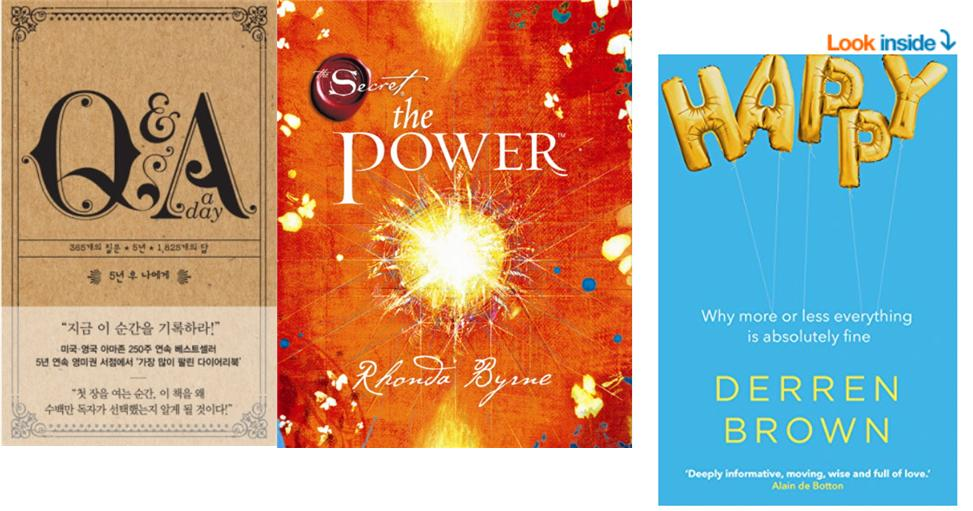 Q&A
a
day
365개의 질문 ★ 5년 ★ 1,825개의 답
5년 후 나에게
“지금 이 순간을 기록하라!”
미국·영국 아마존 250주 연속 베스트셀러
5년 연속 영미권 서점에서 ‘가장 많이 팔린 다이어리북’
“첫 장을 여는 순간, 이 책을 왜
수백만 독자가 선택했는지 알게 될 것이다!”
the Secret
the
POWER™
Rhonda Byrne
Look inside
HAPPY
Why more or less everything
is absolutely fine
DERREN
BROWN
‘Deeply informative, moving, wise and full of love.’
Alain de Botton